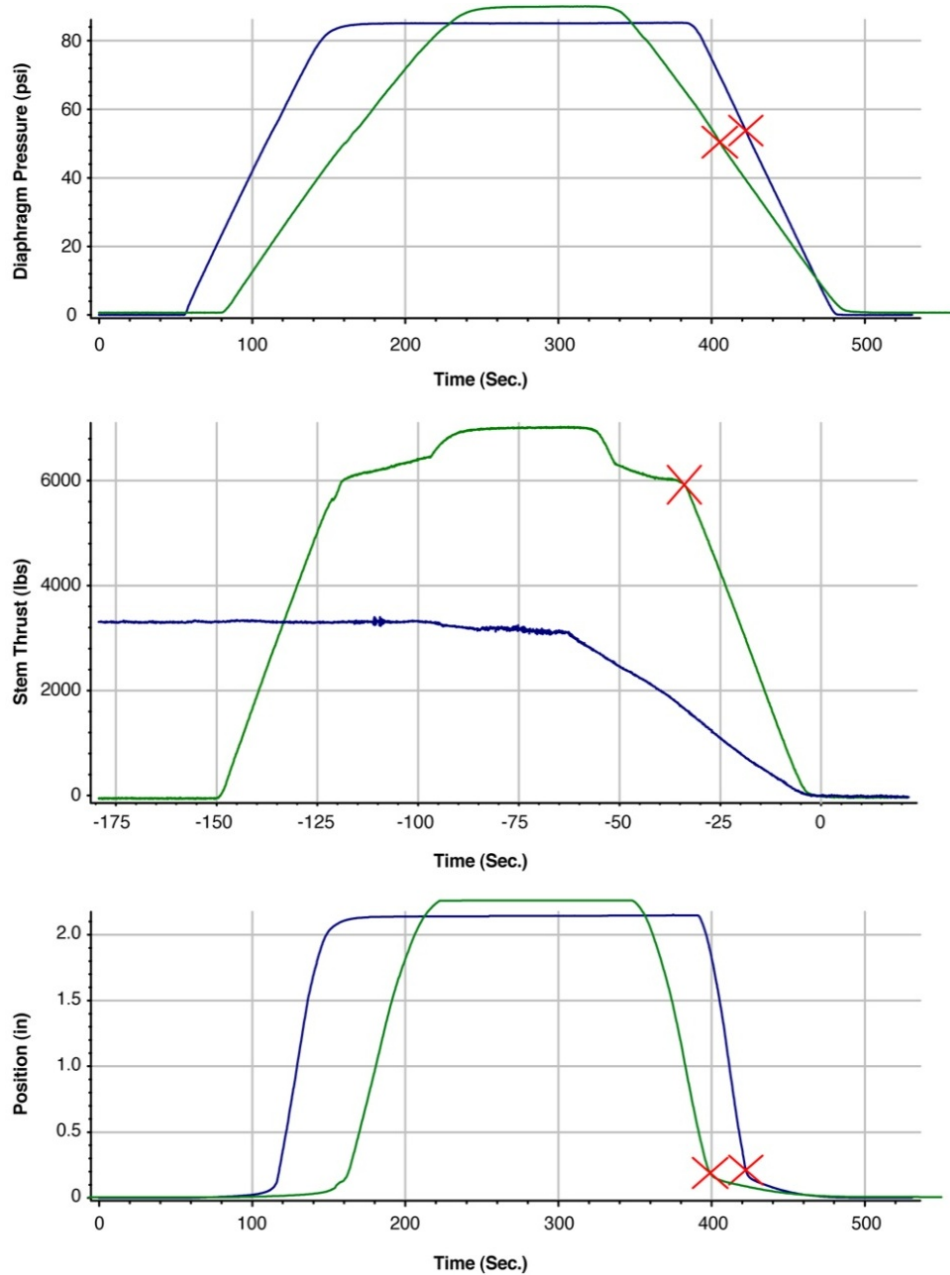 Diaphragm Pressure (psi)
80
60
40
20
0
0 100 200 300 400 500
Time (Sec.)
Stem Thrust (lbs)
6000
4000
2000
0
-175 -150 -125 -100 -75 -50 -25 0
Time (Sec.)
Position (in)
2.0
1.5
1.0
0.5
0
0 100 200 300 400 500
Time (Sec.)